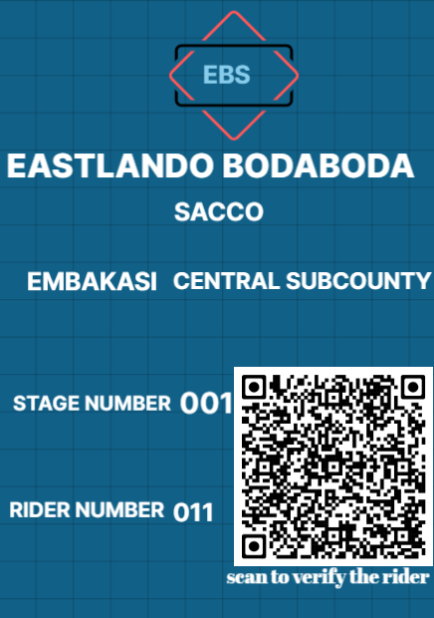 EBS
EASTLANDO BODABODA
SACCO
EMBAKASI CENTRAL SUBCOUNTY
STAGE NUMBER 001
RIDER NUMBER 011
scan to verify the rider